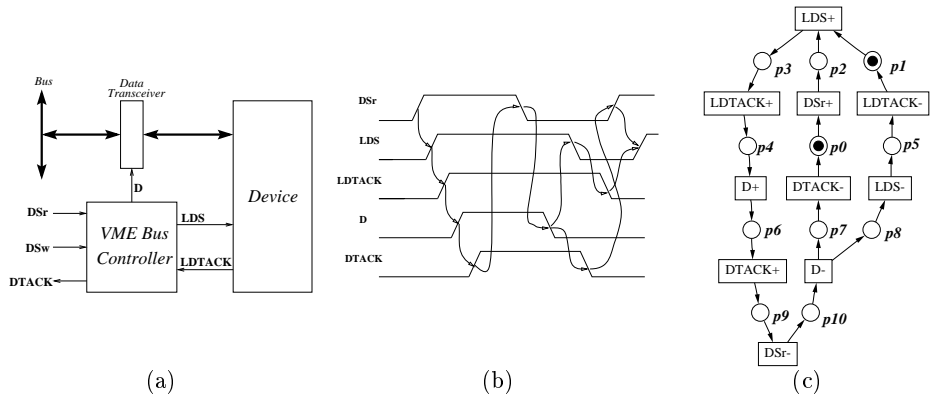 Bus
Data
Transceiver
D
Device
DSr
DSw
DTACK
VME Bus
Controller
LDS
LDTACK
(a)
DSr
LDS
LDTACK
D
DTACK
(b)
LDS+
p3
p2
p1
LDTACK+
DSr+
LDTACK-
p4
p0
p5
D+
DTACK-
LDS-
p6
p7
p8
DTACK+
D-
p9
p10
DSr-
(c)